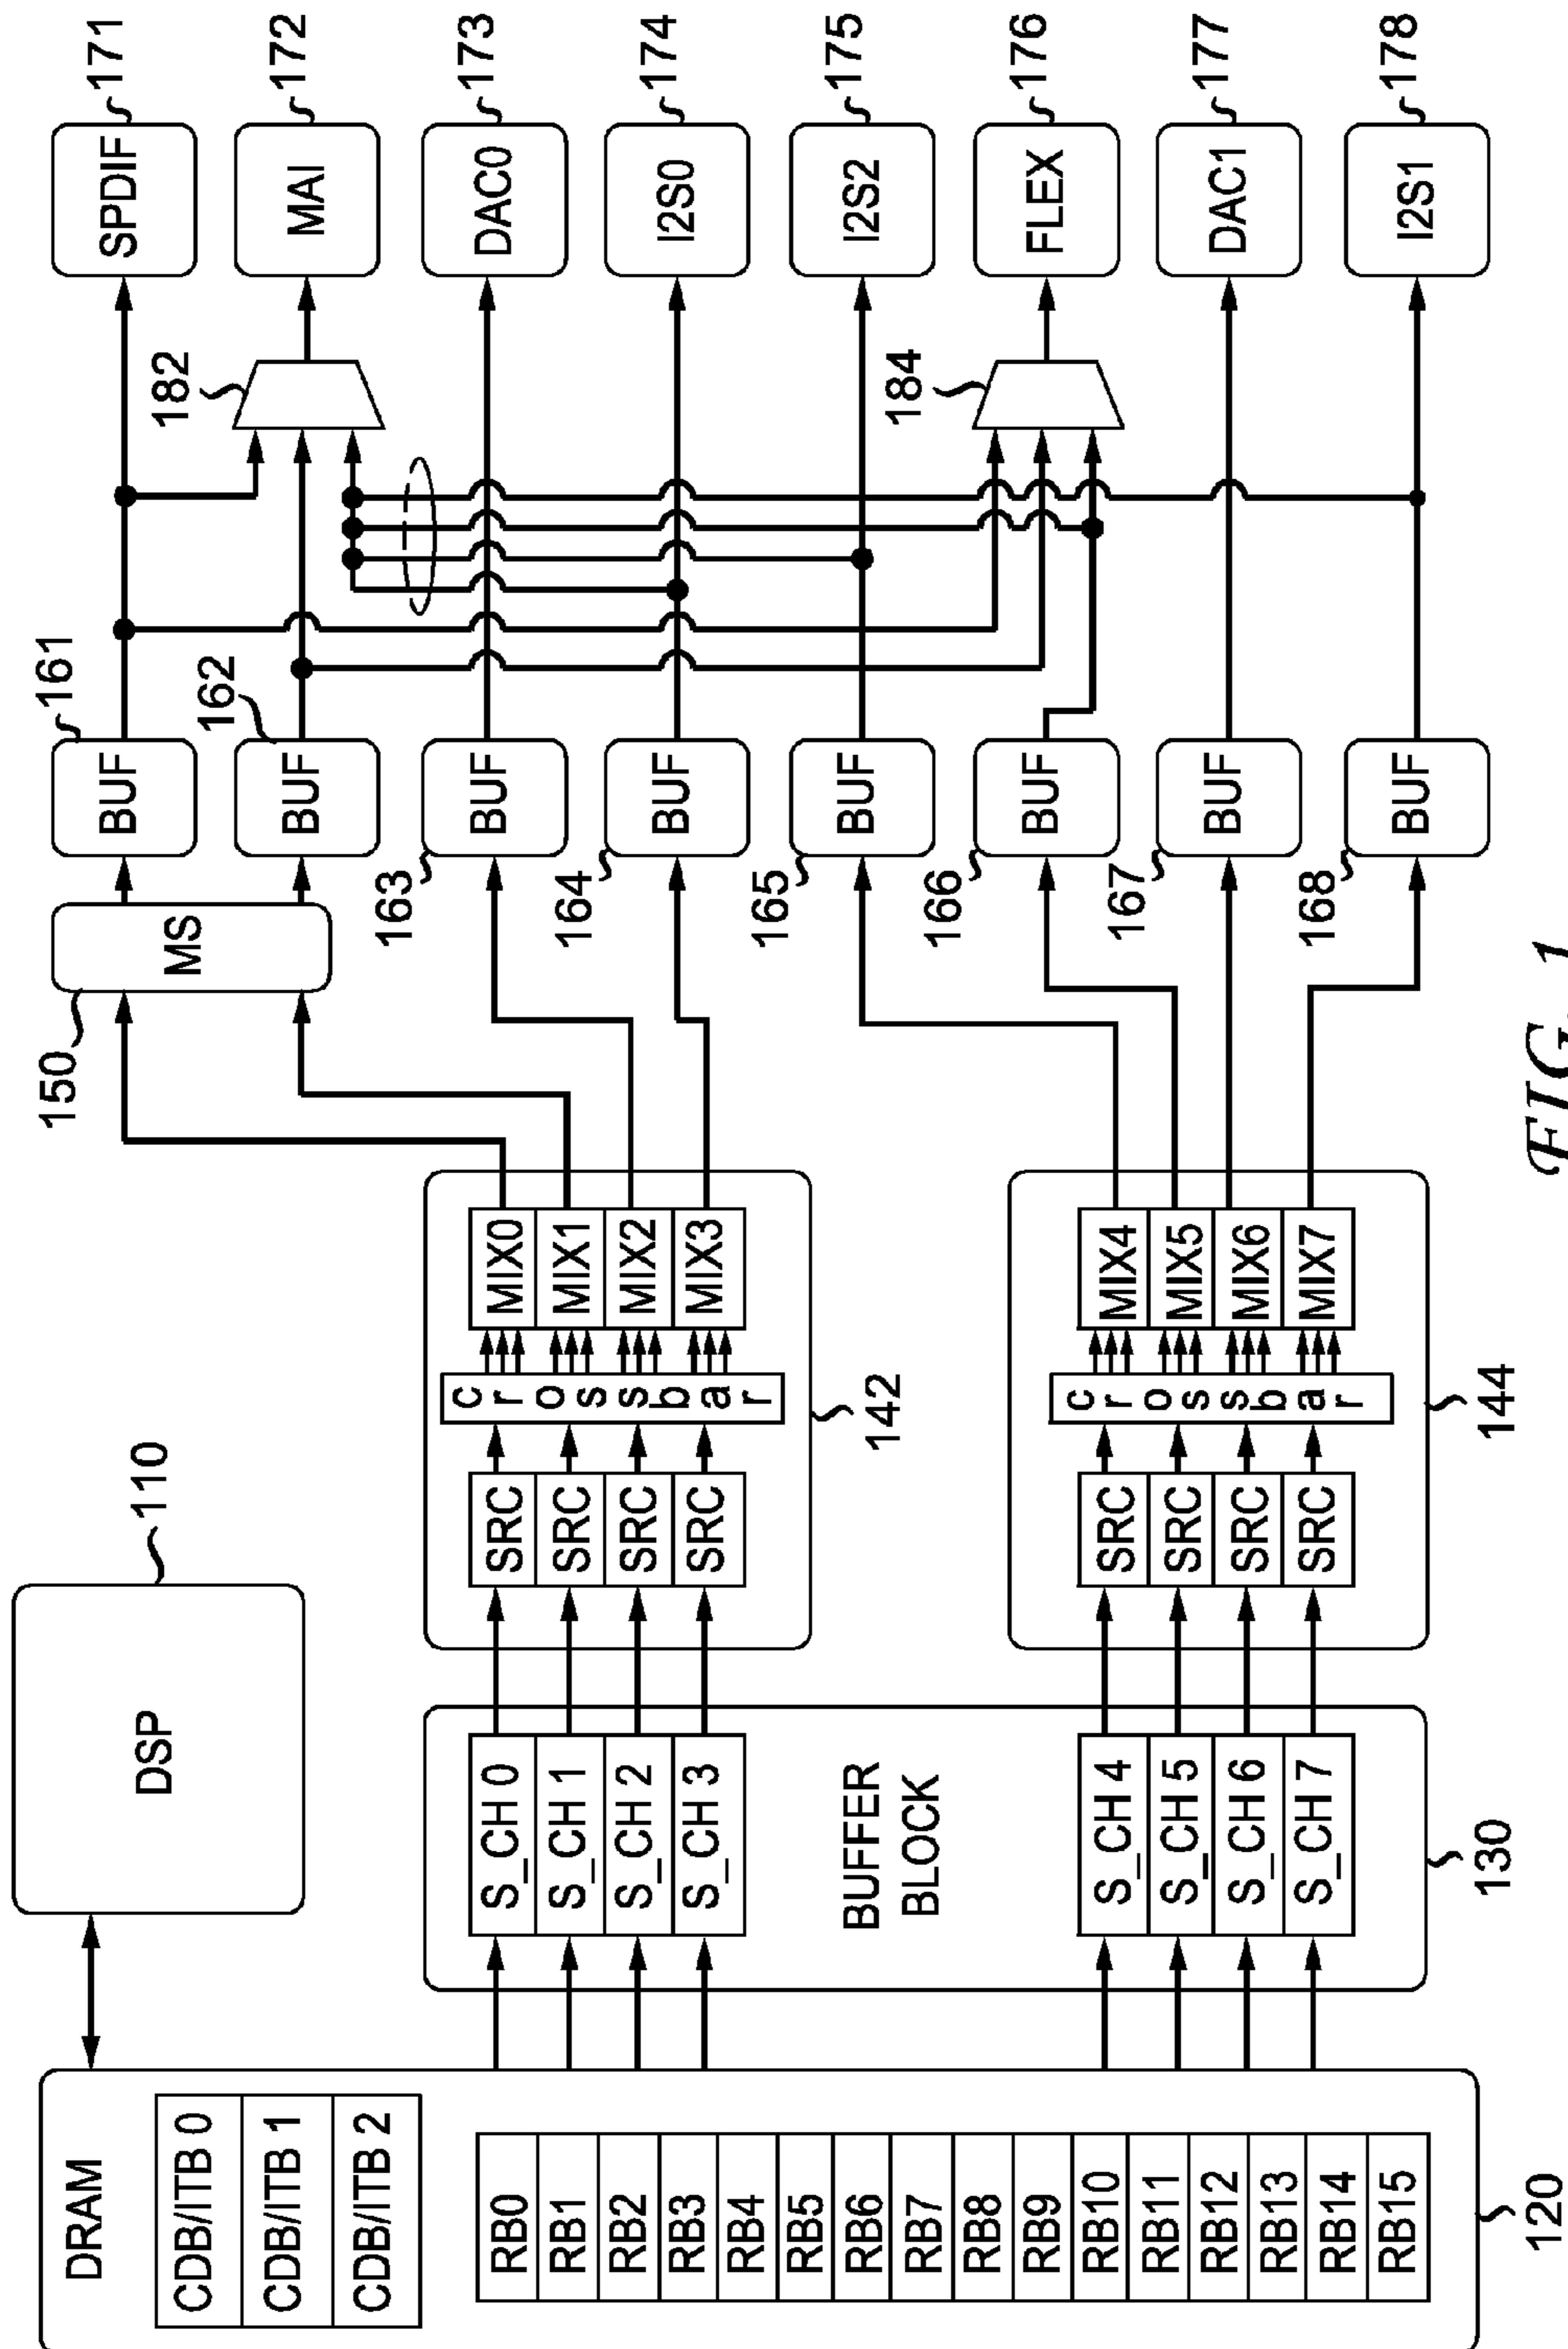 DRAM
CDB/ITB 0
CDB/ITB 1
CDB/ITB 2
RB0
RB1
RB2
RB3
RB4
RB5
RB6
RB7
RB8
RB9
RB10
RB11
RB12
RB13
RB14
RB15
120
DSP
110
S_CH 0
S_CH 1
S_CH 2
S_CH 3
BUFFER
BLOCK
S_CH 4
S_CH 5
S_CH 6
S_CH 7
130
SRC
SRC
SRC
SRC
crossbar
MIX0
MIX1
MIX2
MIX3
142
SRC
SRC
SRC
SRC
crossbar
MIX4
MIX5
MIX6
MIX7
144
150
MS
BUF
161
BUF
162
BUF
163
BUF
164
BUF
165
BUF
166
BUF
167
BUF
168
182
184
SPDIF
171
MAI
172
DAC0
173
I2S0
174
I2S2
175
FLEX
176
DAC1
177
I2S1
178
FIG. 1